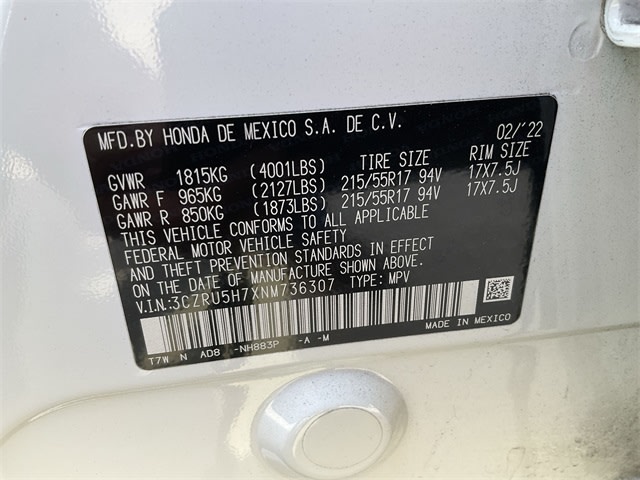 MFD.BY HONDA DE MEXICO S.A. DE C.V. 02/'22
GVWR 1815KG (4001LBS) TIRE SIZE RIM SIZE
GAWR F 965KG (2127LBS) 215/55R17 94V 17X7.5J
GAWR R 850KG (1873LBS) 215/55R17 94V 17X7.5J
THIS VEHICLE CONFORMS TO ALL APPLICABLE
FEDERAL MOTOR VEHICLE SAFETY
AND THEFT PREVENTION STANDARDS IN EFFECT
ON THE DATE OF MANUFACTURE SHOWN ABOVE.
V.I.N.:3CZRU5H7XNM736307 TYPE: MPV
MADE IN MEXICO
T7W N AD8 -NH883P -A -M